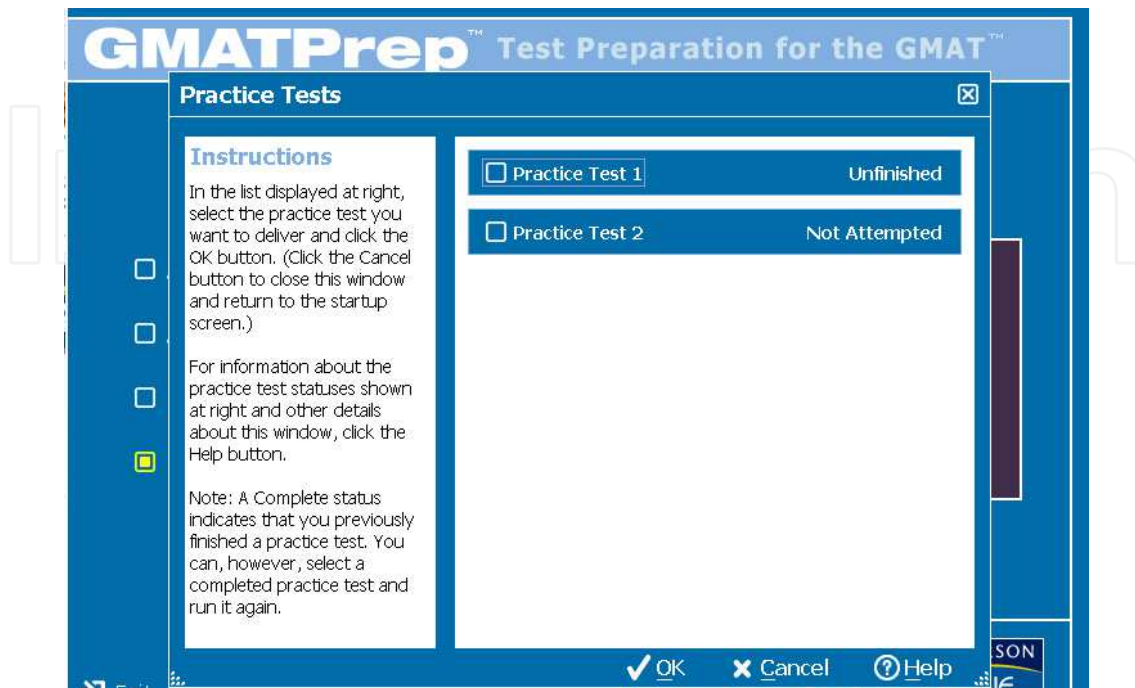 GMATPrep™ Test Preparation for the GMAT™
Practice Tests
Instructions
In the list displayed at right,
select the practice test you
want to deliver and click the
OK button. (Click the Cancel
button to close this window
and return to the startup
screen.)
For information about the
practice test statuses shown
at right and other details
about this window, click the
Help button.
Note: A Complete status
indicates that you previously
finished a practice test. You
can, however, select a
completed practice test and
run it again.
Practice Test 1 Unfinished
Practice Test 2 Not Attempted
OK Cancel Help
SON